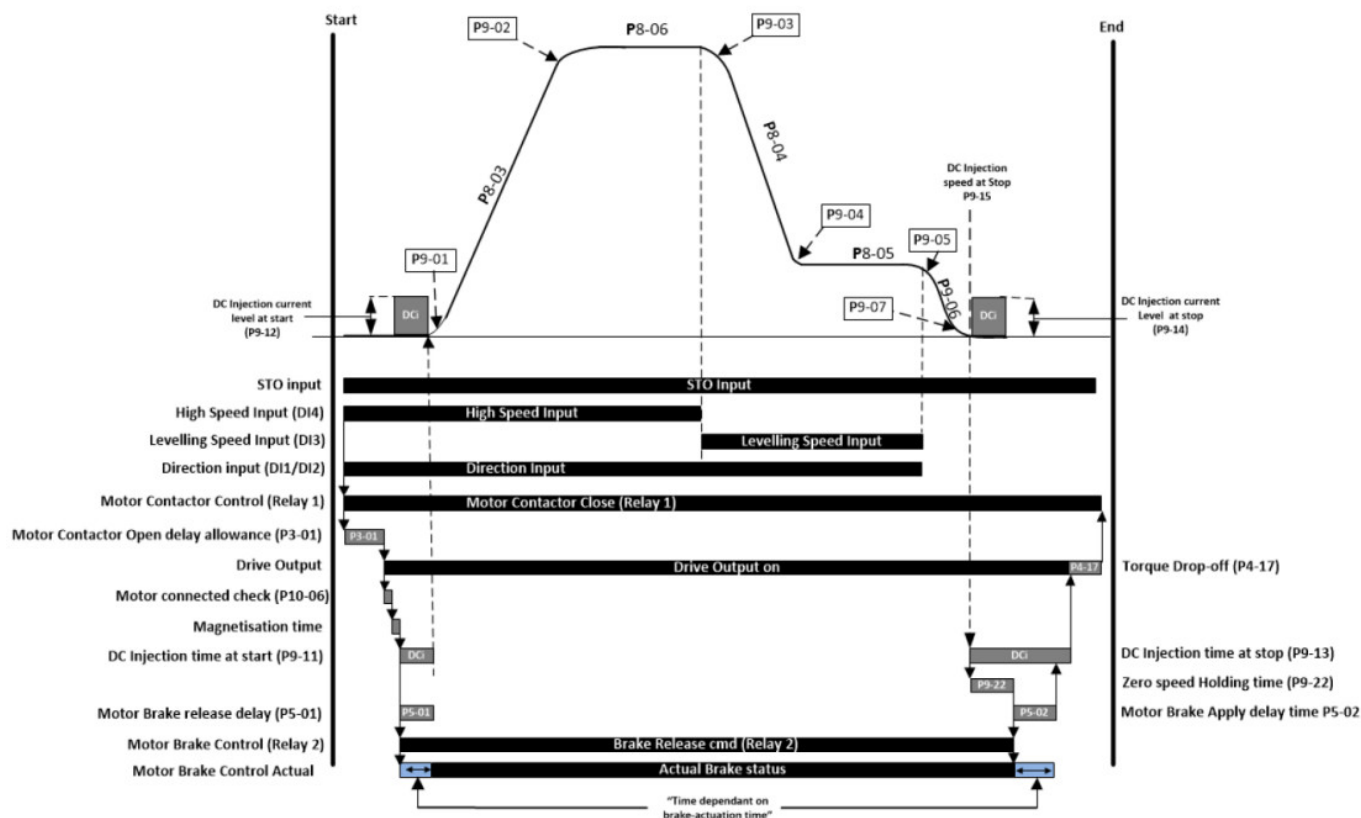 Start
End
P9-02
P8-06
P9-03
P8-03
P8-04
DC Injection
speed at Stop
P9-15
P9-01
P9-04
P8-05
P9-05
P9-06
P9-07
DC Injection current
level at start
(P9-12)
DCi
DCi
DC Injection current
Level at stop
(P9-14)
STO input
STO Input
High Speed Input (DI4)
High Speed Input
Levelling Speed Input (DI3)
Levelling Speed Input
Direction input (DI1/DI2)
Direction Input
Motor Contactor Control (Relay 1)
Motor Contactor Close (Relay 1)
Motor Contactor Open delay allowance (P3-01)
P3-01
Drive Output
Drive Output on
P4-17
Torque Drop-off (P4-17)
Motor connected check (P10-06)
Magnetisation time
DC Injection time at start (P9-11)
DCi
DCi
DC Injection time at stop (P9-13)
P9-22
Zero speed Holding time (P9-22)
Motor Brake release delay (P5-01)
P5-01
P5-02
Motor Brake Apply delay time P5-02
Motor Brake Control (Relay 2)
Brake Release cmd (Relay 2)
Motor Brake Control Actual
Actual Brake status
"Time dependant on
brake-actuation time"